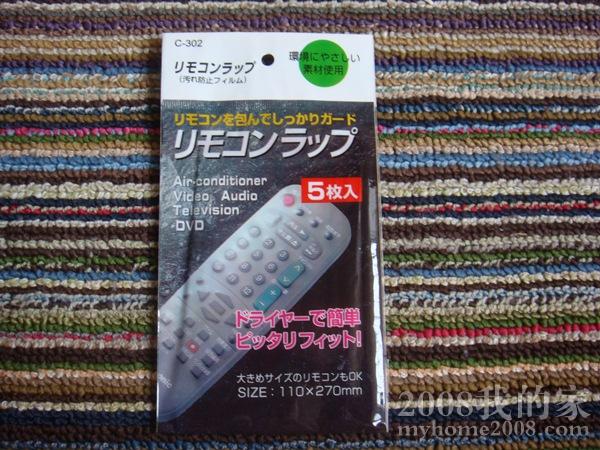 C-302
リモコンラップ
(汚れ防止フィルム)
環境にやさしい
素材使用
リモコンを包んでしっかりガード
リモコンラップ
Air-conditioner
Video, Audio
Television
DVD
5枚入
ドライヤーで簡単
ピッタリフィット!
大きめサイズのリモコンもOK
SIZE:110×270mm
2008我的家
myhome2008.com